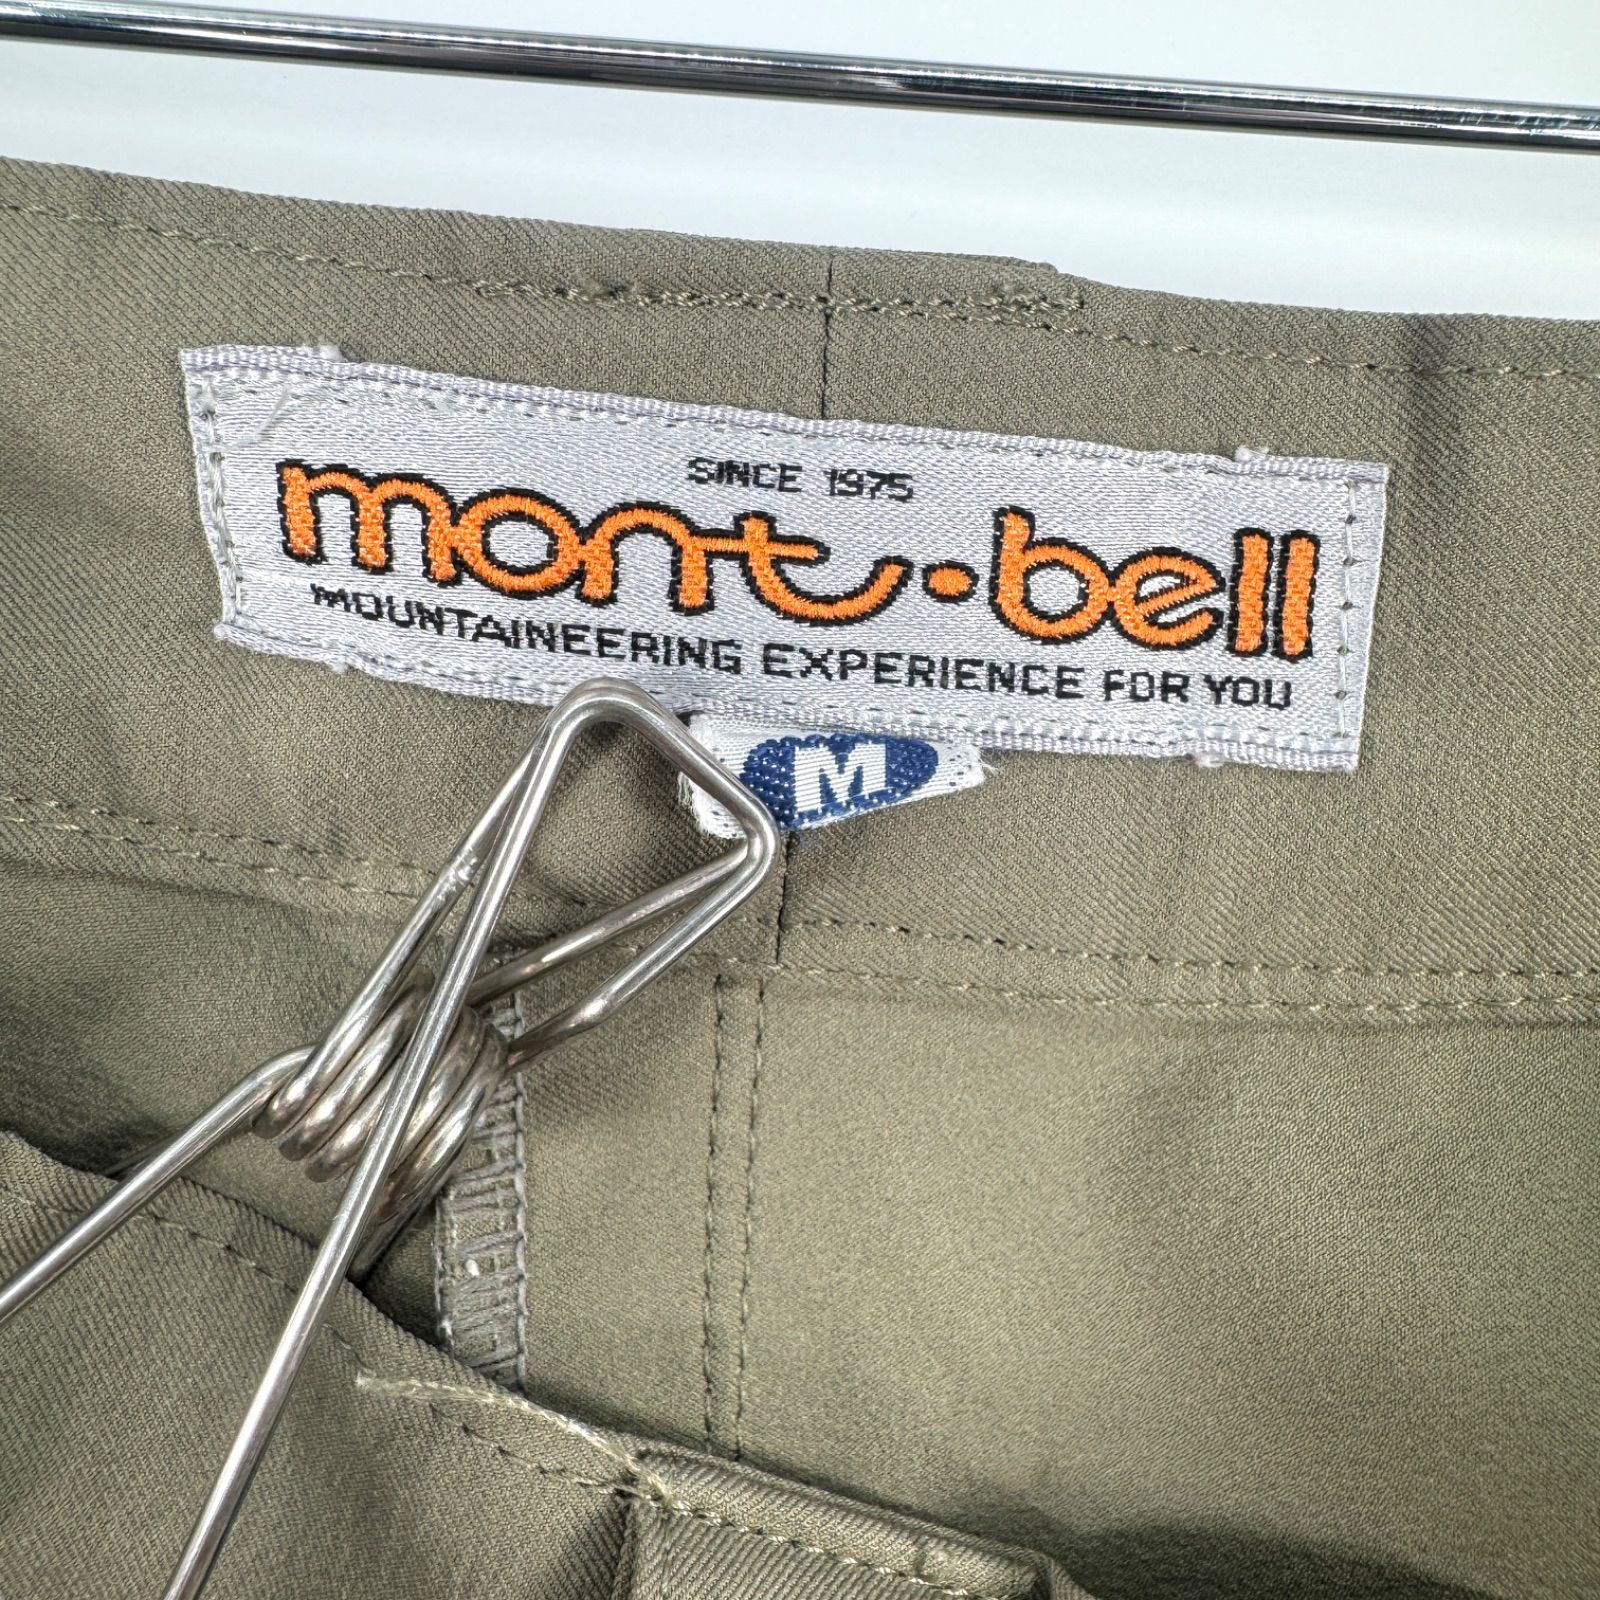 SINCE 1975
mont·bell
MOUNTAINEERING EXPERIENCE FOR YOU
M